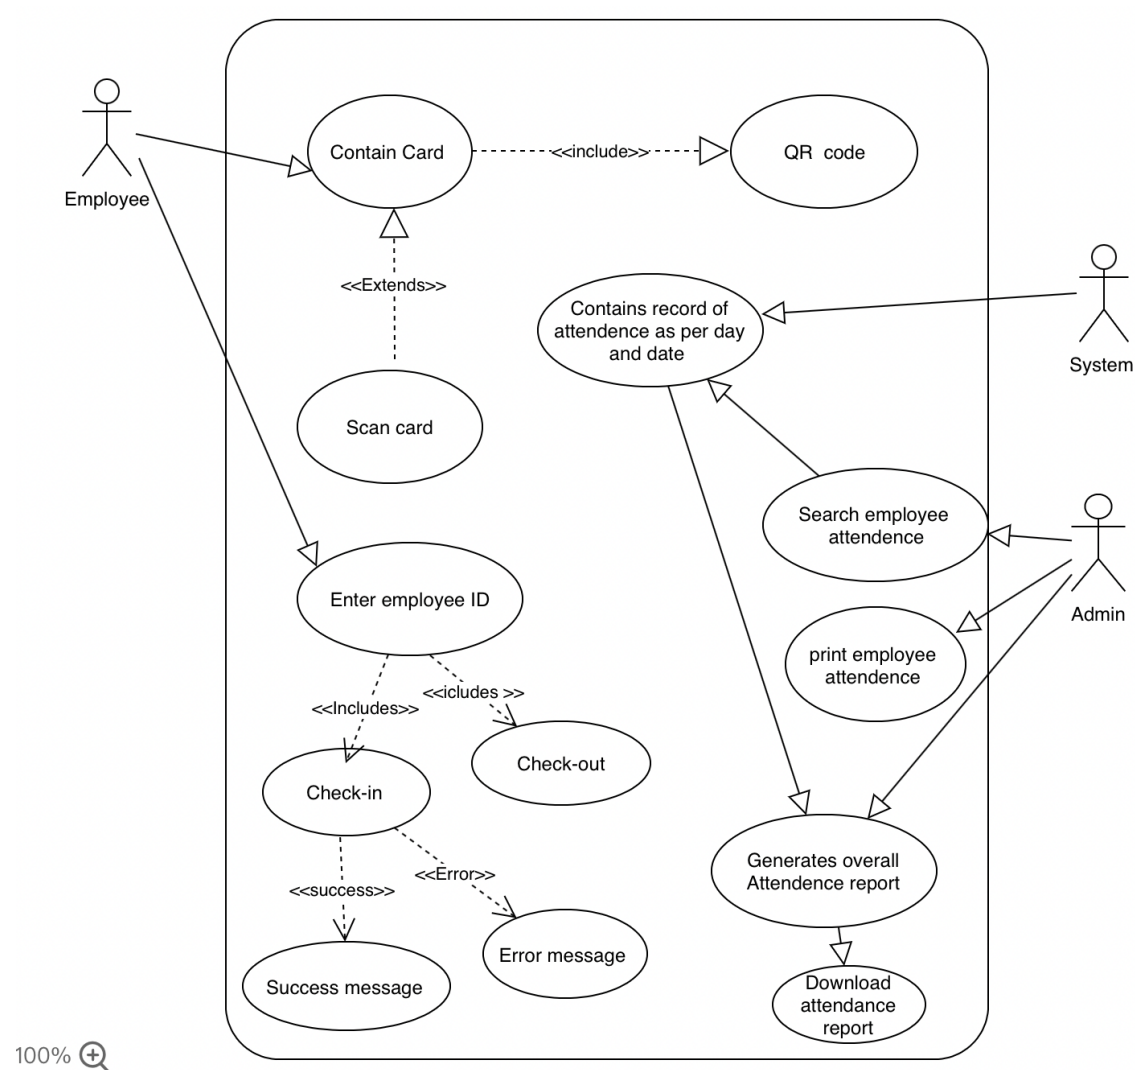 Employee
Contain Card
<<include>>
QR  code
<<Extends>>
Contains record of
attendence as per day
and date
System
Scan card
Search employee
attendence
Admin
Enter employee ID
print employee
attendence
<<Includes>>
<<icludes >>
Check-out
Check-in
<<success>>
<<Error>>
Generates overall
Attendence report
Success message
Error message
Download
attendance
report
100%